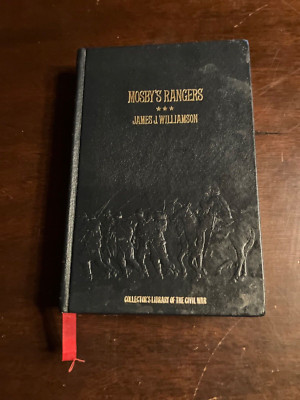 MOSBY'S RANGERS
★★★
JAMES J. WILLIAMSON
COLLECTOR'S LIBRARY OF THE CIVIL WAR